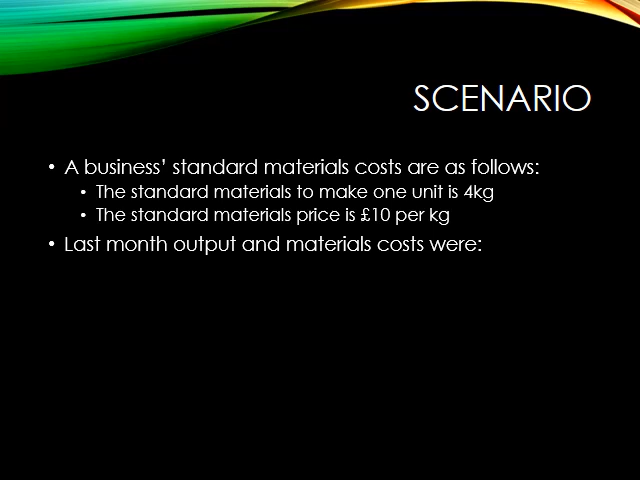 SCENARIO
• A business’ standard materials costs are as follows:
• The standard materials to make one unit is 4kg
• The standard materials price is £10 per kg
• Last month output and materials costs were: